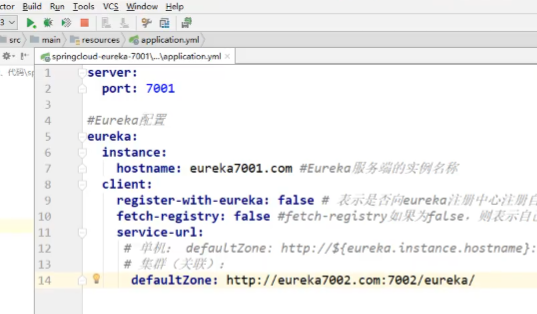 ctor Build Run Tools VCS Window Help
src main resources application.yml
springcloud-eureka-7001\...\application.yml
代码\sp
1 server:
2 port: 7001
3
4 #Eureka配置
5 eureka:
6 instance:
7 hostname: eureka7001.com #Eureka服务端的实例名称
8 client:
9 register-with-eureka: false # 表示是否向eureka注册中心注册自
10 fetch-registry: false #fetch-registry如果为false，则表示自己
11 service-url:
12 # 单机： defaultZone: http://${eureka.instance.hostname}:
13 # 集群（关联）：
14 defaultZone: http://eureka7002.com:7002/eureka/